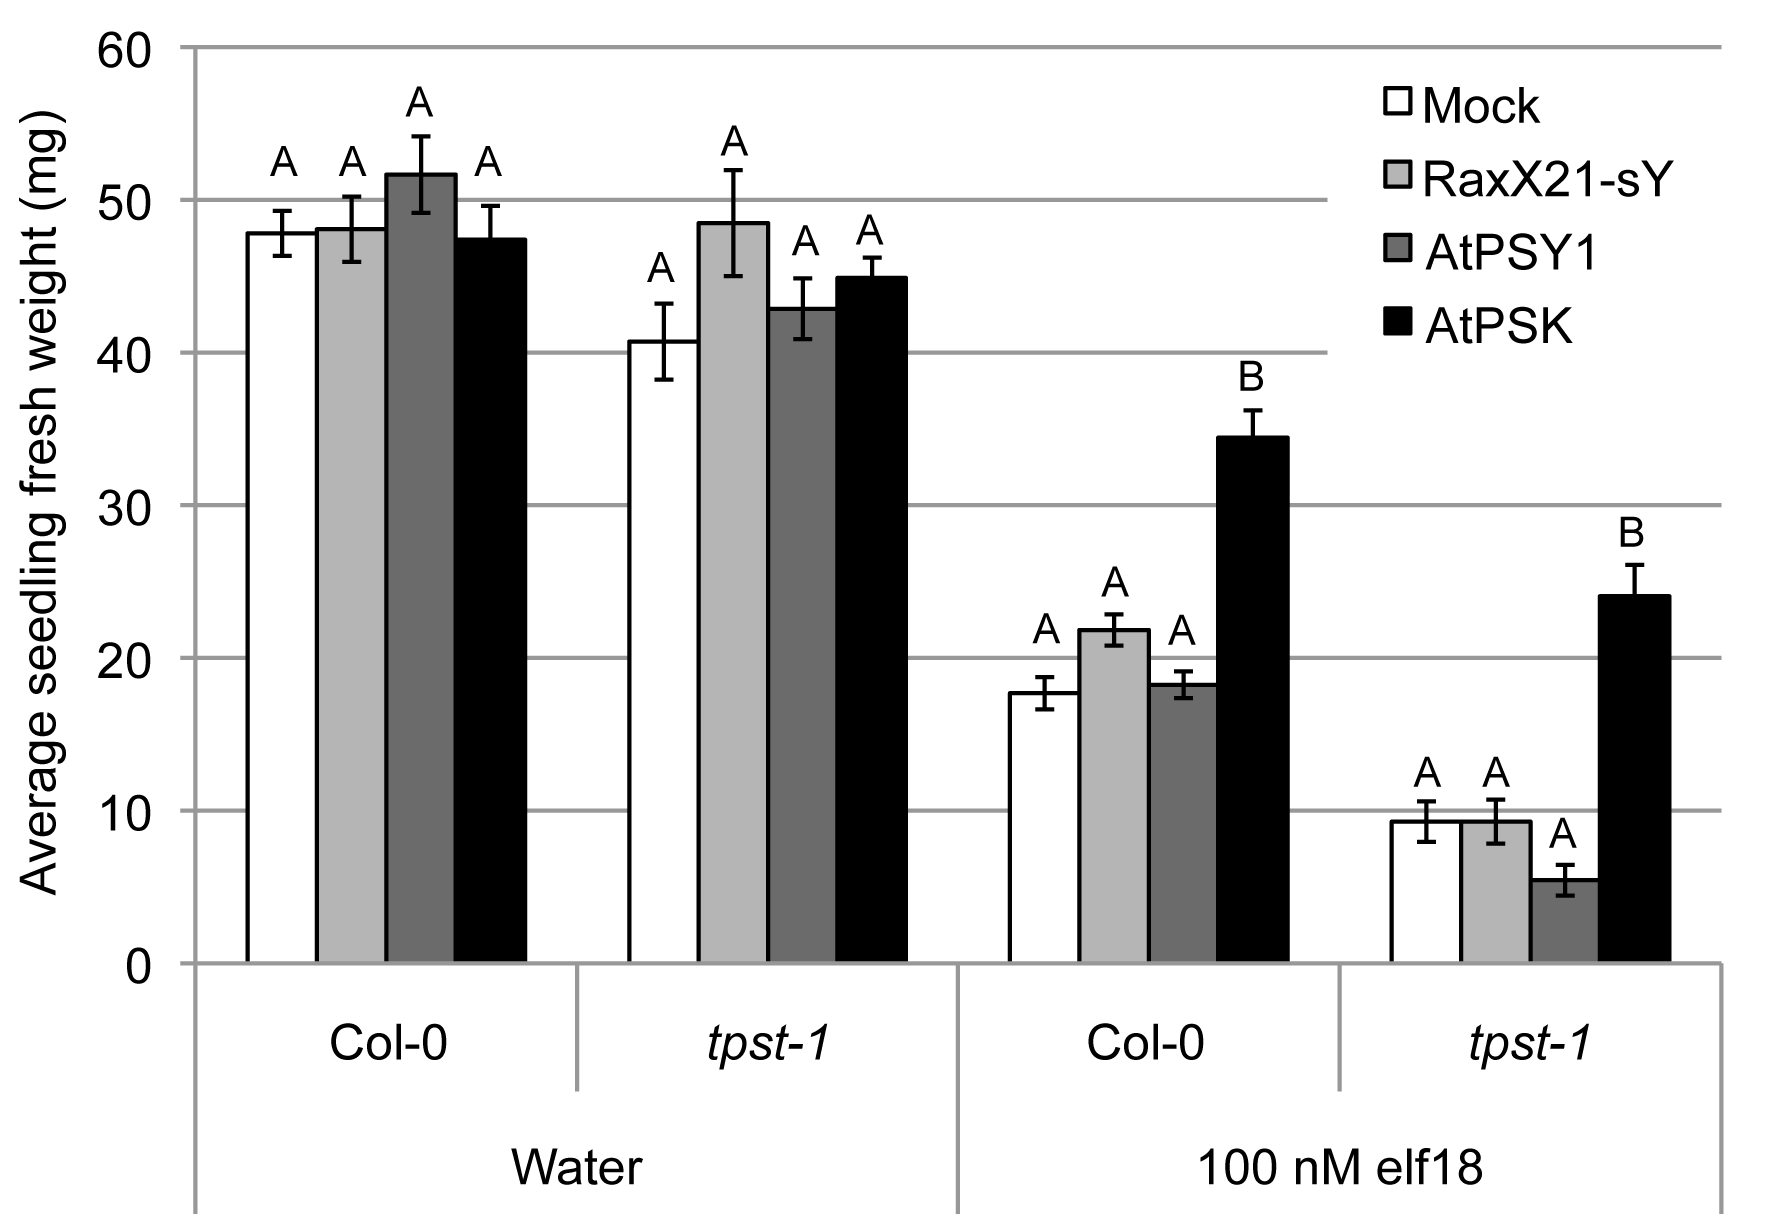 Average seedling fresh weight (mg)
60
50
40
30
20
10
0
A A A A
A A A A
A A A B
A A A B
Mock
RaxX21-sY
AtPSY1
AtPSK
Col-0 tpst-1 Col-0 tpst-1
Water 100 nM elf18